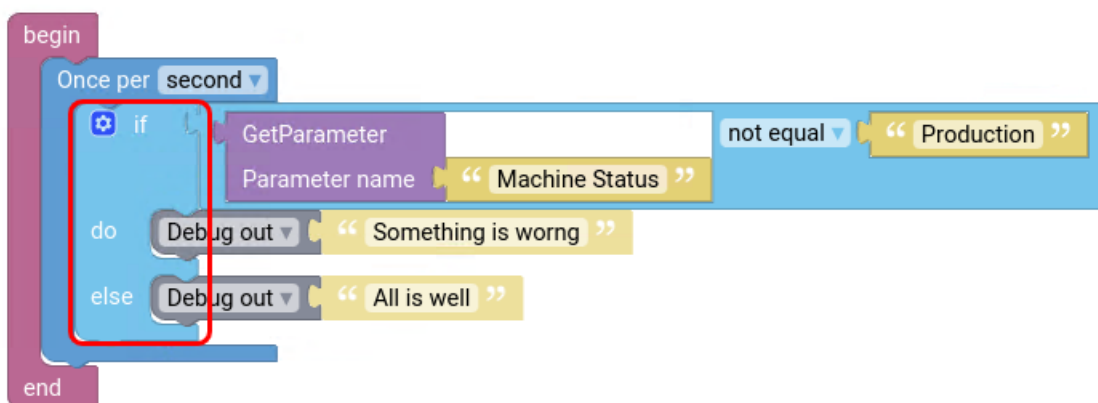 begin
Once per second
if GetParameter not equal “ Production ”
Parameter name “ Machine Status ”
do Debug out “ Something is worng ”
else Debug out “ All is well ”
end